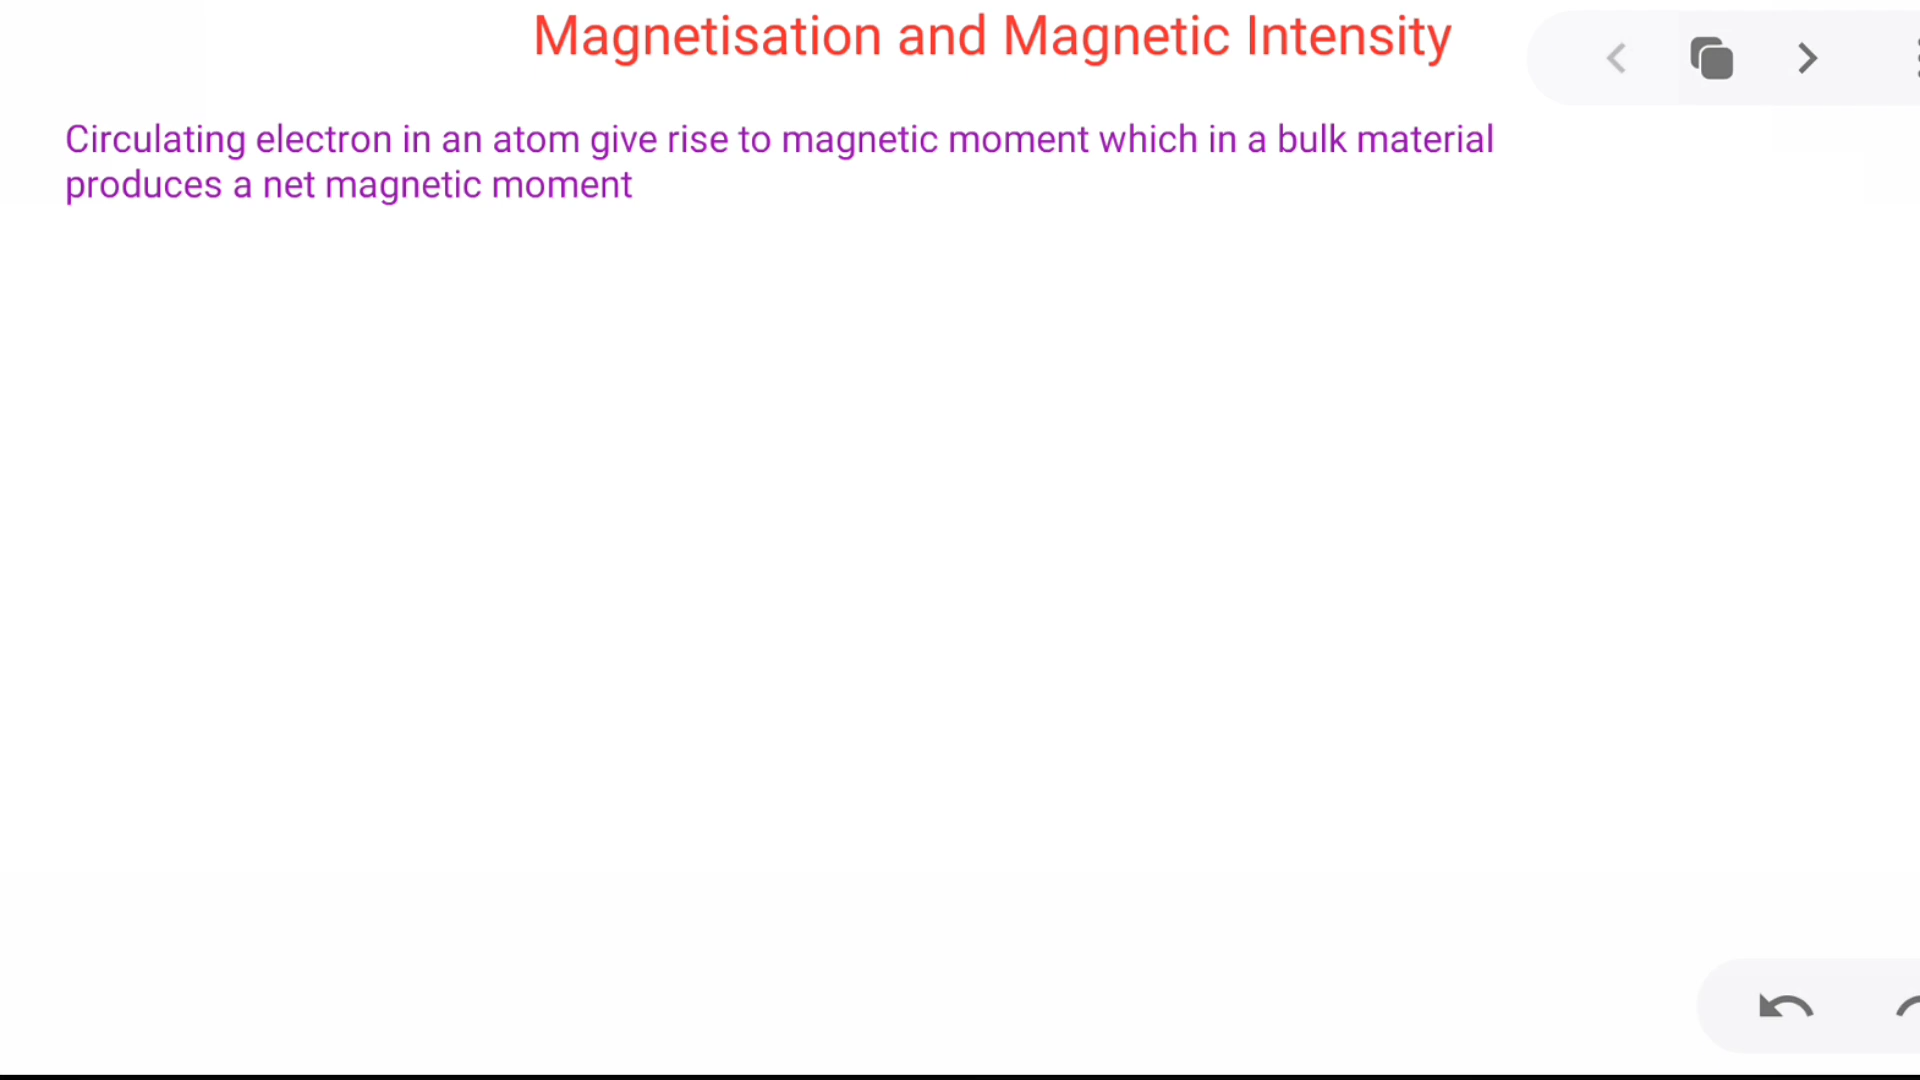 Magnetisation and Magnetic Intensity
Circulating electron in an atom give rise to magnetic moment which in a bulk material
produces a net magnetic moment